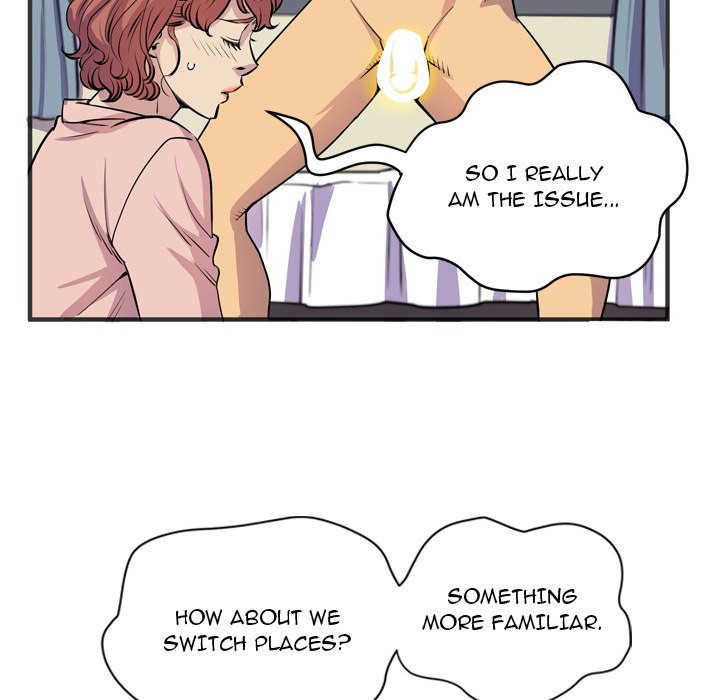 SO I REALLY
AM THE ISSUE...
HOW ABOUT WE
SWITCH PLACES?
SOMETHING
MORE FAMILIAR.